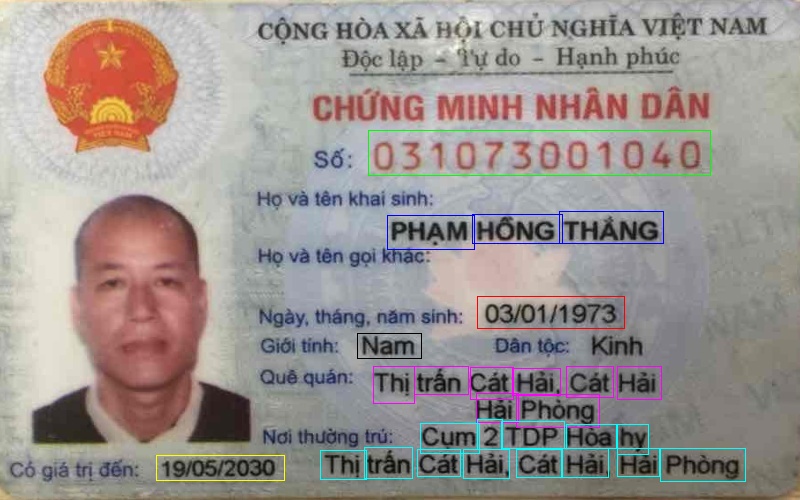 CỘNG HÒA XÃ HỘI CHỦ NGHĨA VIỆT NAM
Độc lập - Tự do - Hạnh phúc
CHỨNG MINH NHÂN DÂN
Số: 031073001040
Họ và tên khai sinh:
PHẠM HỒNG THẮNG
Họ và tên gọi khác:
Ngày, tháng, năm sinh: 03/01/1973
Giới tính: Nam Dân tộc: Kinh
Quê quán: Thị trấn Cát Hải, Cát Hải
Hải Phòng
Nơi thường trú: Cụm 2 TDP Hòa hy
Có giá trị đến: 19/05/2030 Thị trấn Cát Hải, Cát Hải, Hải Phòng